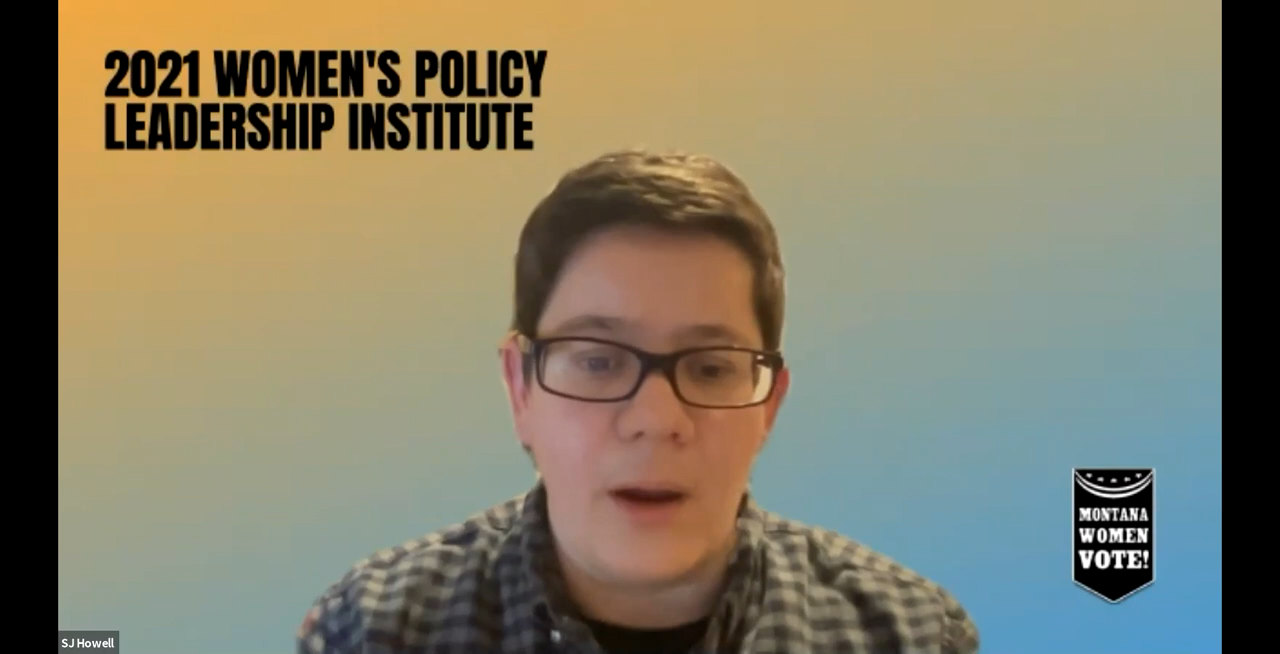 2021 WOMEN'S POLICY
LEADERSHIP INSTITUTE
MONTANA
WOMEN
VOTE!
SJ Howell